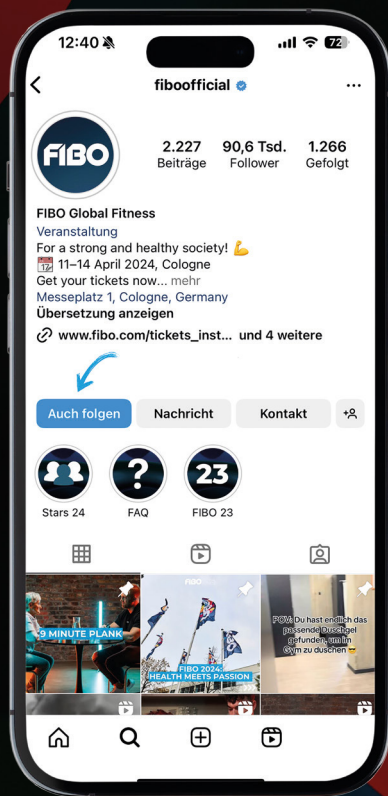 12:40
72
fiboofficial
FIBO
2.227 90,6 Tsd. 1.266
Beiträge Follower Gefolgt
FIBO Global Fitness
Veranstaltung
For a strong and healthy society! 💪
📅 11–14 April 2024, Cologne
Get your tickets now... mehr
Messeplatz 1, Cologne, Germany
Übersetzung anzeigen
www.fibo.com/tickets_inst... und 4 weitere
Auch folgen Nachricht Kontakt
? 23
Stars 24 FAQ FIBO 23
9 MINUTE PLANK
FIBO
FIBO 2024:
HEALTH MEETS PASSION
POV: Du hast endlich das
passende Duschgel
gefunden, um im
Gym zu duschen 😎